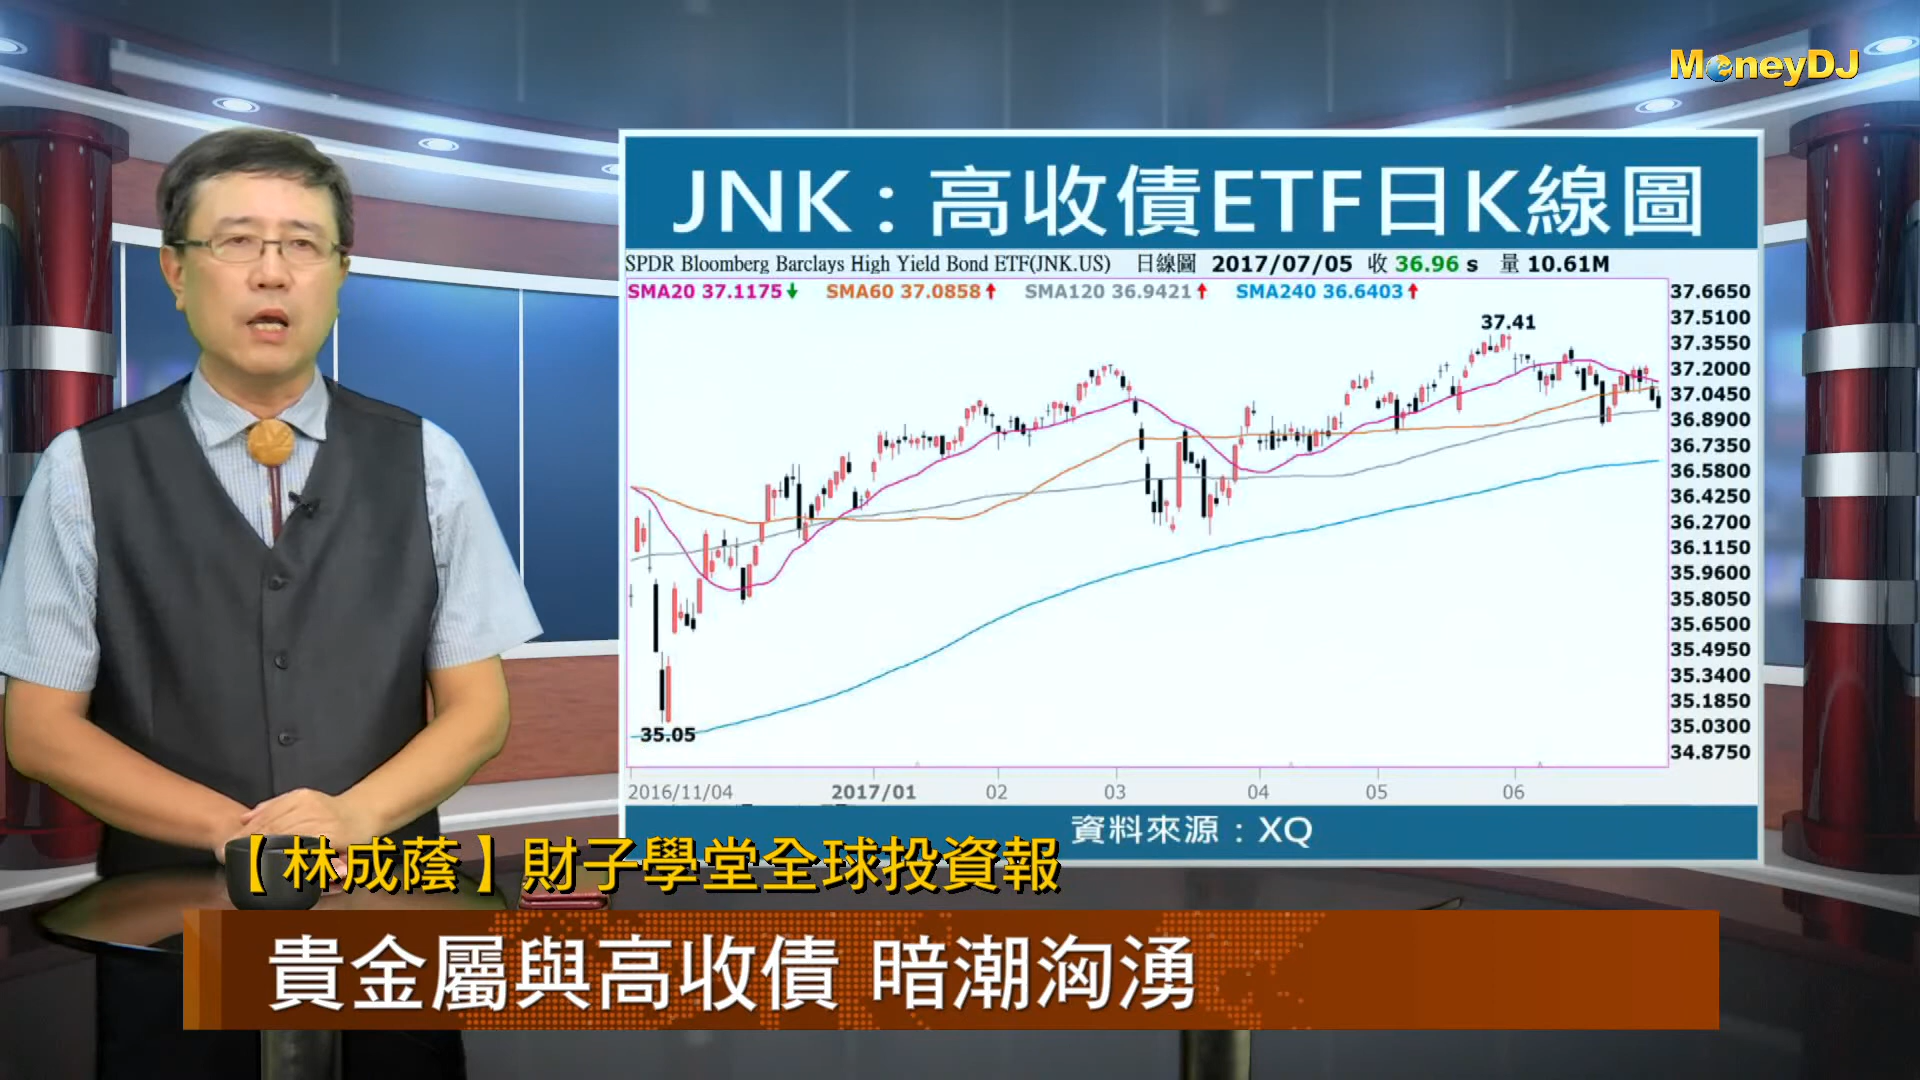 MoneyDJ
JNK：高收債ETF日K線圖
SPDR Bloomberg Barclays High Yield Bond ETF(JNK.US) 日線圖 2017/07/05 收 36.96 s 量 10.61M
SMA20 37.1175↓ SMA60 37.0858↑ SMA120 36.9421↑ SMA240 36.6403↑
37.6650
37.5100
37.41
37.3550
37.2000
37.0450
36.8900
36.7350
36.5800
36.4250
36.2700
36.1150
35.9600
35.8050
35.6500
35.4950
35.3400
35.1850
35.05
35.0300
34.8750
2016/11/04 2017/01 02 03 04 05 06
資料來源：XQ
【林成蔭】財子學堂全球投資報
貴金屬與高收債 暗潮洶湧